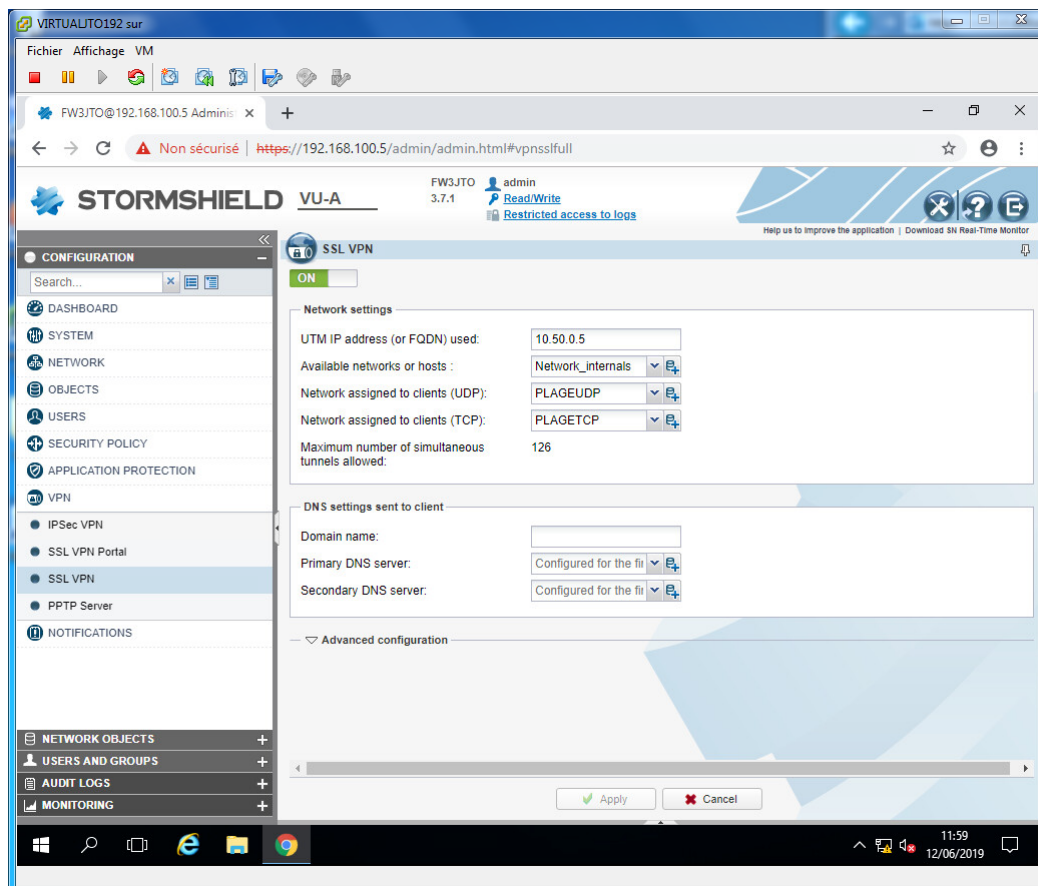 VIRTUALJTO192 sur
Fichier Affichage VM
FW3JTO@192.168.100.5 Adminis
Non sécurisé | https://192.168.100.5/admin/admin.html#vpnsslfull
STORMSHIELD VU-A
FW3JTO admin
3.7.1 Read/Write
Restricted access to logs
Help us to improve the application | Download SN Real-Time Monitor
CONFIGURATION
Search...
DASHBOARD
SYSTEM
NETWORK
OBJECTS
USERS
SECURITY POLICY
APPLICATION PROTECTION
VPN
IPSec VPN
SSL VPN Portal
SSL VPN
PPTP Server
NOTIFICATIONS
NETWORK OBJECTS
USERS AND GROUPS
AUDIT LOGS
MONITORING
SSL VPN
ON
Network settings
UTM IP address (or FQDN) used: 10.50.0.5
Available networks or hosts : Network_internals
Network assigned to clients (UDP): PLAGEUDP
Network assigned to clients (TCP): PLAGETCP
Maximum number of simultaneous 126
tunnels allowed:
DNS settings sent to client
Domain name:
Primary DNS server: Configured for the fir
Secondary DNS server: Configured for the fir
Advanced configuration
Apply Cancel
11:59
12/06/2019